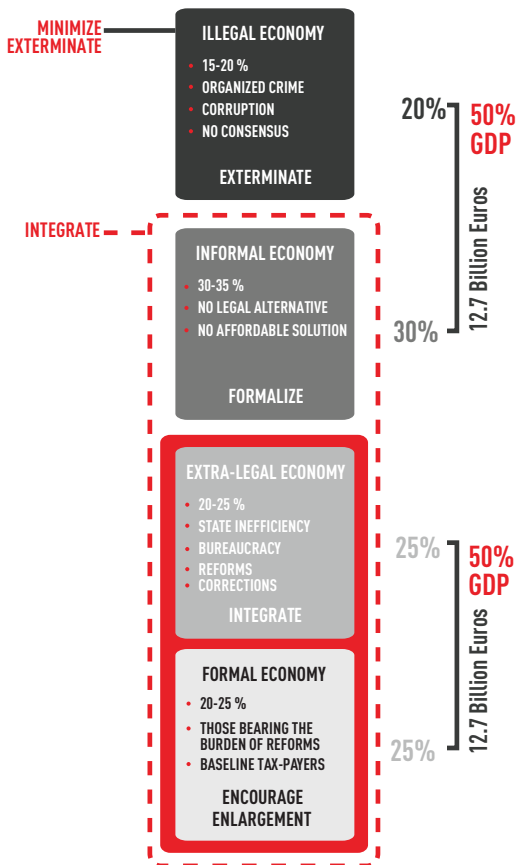 MINIMIZE
EXTERMINATE
ILLEGAL ECONOMY
• 15-20 %
• ORGANIZED CRIME
• CORRUPTION
• NO CONSENSUS
EXTERMINATE
20%
50%
GDP
12.7 Billion Euros
INTEGRATE
INFORMAL ECONOMY
• 30-35 %
• NO LEGAL ALTERNATIVE
• NO AFFORDABLE SOLUTION
FORMALIZE
30%
EXTRA-LEGAL ECONOMY
• 20-25 %
• STATE INEFFICIENCY
• BUREAUCRACY
• REFORMS
• CORRECTIONS
INTEGRATE
25%
50%
GDP
12.7 Billion Euros
FORMAL ECONOMY
• 20-25 %
• THOSE BEARING THE
BURDEN OF REFORMS
• BASELINE TAX-PAYERS
ENCOURAGE
ENLARGEMENT
25%